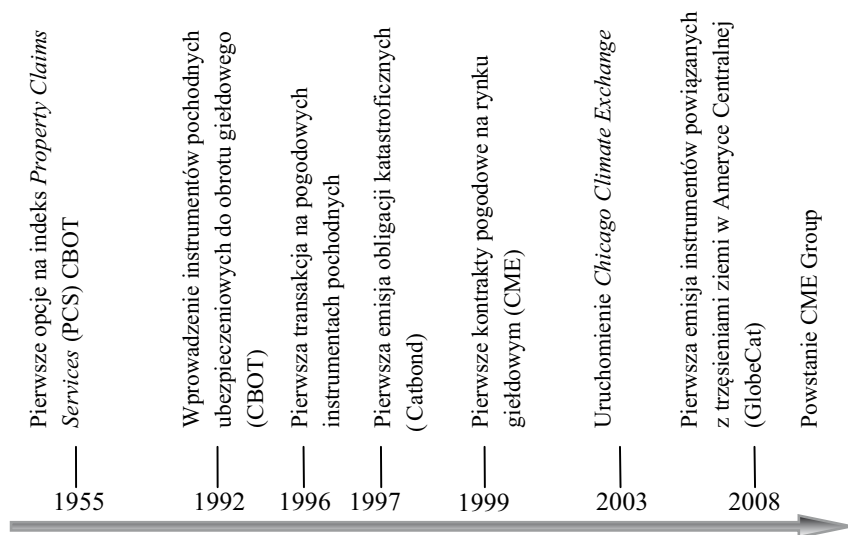 Pierwsze opcje na indeks Property Claims
Services (PCS) CBOT
Wprowadzenie instrumentów pochodnych
ubezpieczeniowych do obrotu giełdowego
(CBOT)
Pierwsza transakcja na pogodowych
instrumentach pochodnych
Pierwsza emisja obligacji katastroficznych
(Catbond)
Pierwsze kontrakty pogodowe na rynku
giełdowym (CME)
Uruchomienie Chicago Climate Exchange
Pierwsza emisja instrumentów powiązanych
z trzęsieniami ziemi w Ameryce Centralnej
(GlobeCat)
Powstanie CME Group
1955
1992
1996
1997
1999
2003
2008